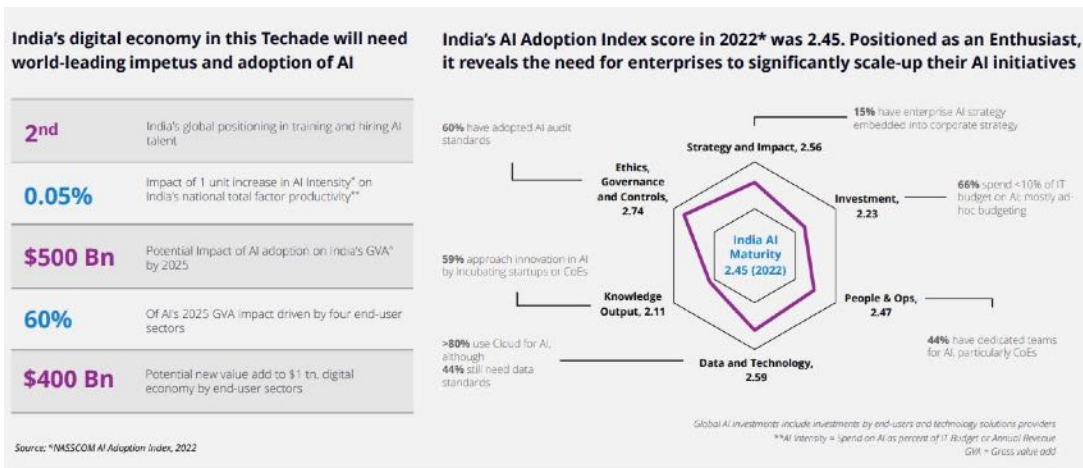 India's digital economy in this Techade will need
world-leading impetus and adoption of AI
2nd
India's global positioning in training and hiring AI
talent
0.05%
Impact of 1 unit increase in AI Intensity* on
India's national total factor productivity**
$500 Bn
Potential Impact of AI adoption on India's GVA^
by 2025
60%
Of AI's 2025 GVA impact driven by four end-user
sectors
$400 Bn
Potential new value add to $1 tn. digital
economy by end-user sectors
Source: *NASSCOM AI Adoption Index, 2022
India's AI Adoption Index score in 2022* was 2.45. Positioned as an Enthusiast,
it reveals the need for enterprises to significantly scale-up their AI initiatives
15% have enterprise AI strategy
embedded into corporate strategy
60% have adopted AI audit
standards
Strategy and Impact, 2.56
Ethics,
Governance
and Controls,
2.74
Investment,
2.23
66% spend <10% of IT
budget on AI; mostly ad-
hoc budgeting
India AI
Maturity
2.45 (2022)
59% approach innovation in AI
by incubating startups or CoEs
Knowledge
Output, 2.11
People & Ops,
2.47
44% have dedicated teams
for AI, particularly CoEs
>80% use Cloud for AI,
although
44% still need data
standards
Data and Technology,
2.59
Global AI investments include investments by end-users and technology solutions providers
**AI Intensity = Spend on AI as percent of IT Budget or Annual Revenue
GVA = Gross value add